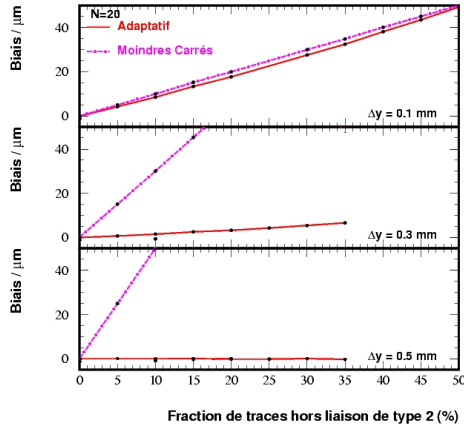 N=20
Adaptatif
Moindres Carrés
Biais / µm
40
20
0
Δy = 0.1 mm
Biais / µm
40
20
0
Δy = 0.3 mm
Biais / µm
40
20
0
Δy = 0.5 mm
0 5 10 15 20 25 30 35 40 45 50
Fraction de traces hors liaison de type 2 (%)